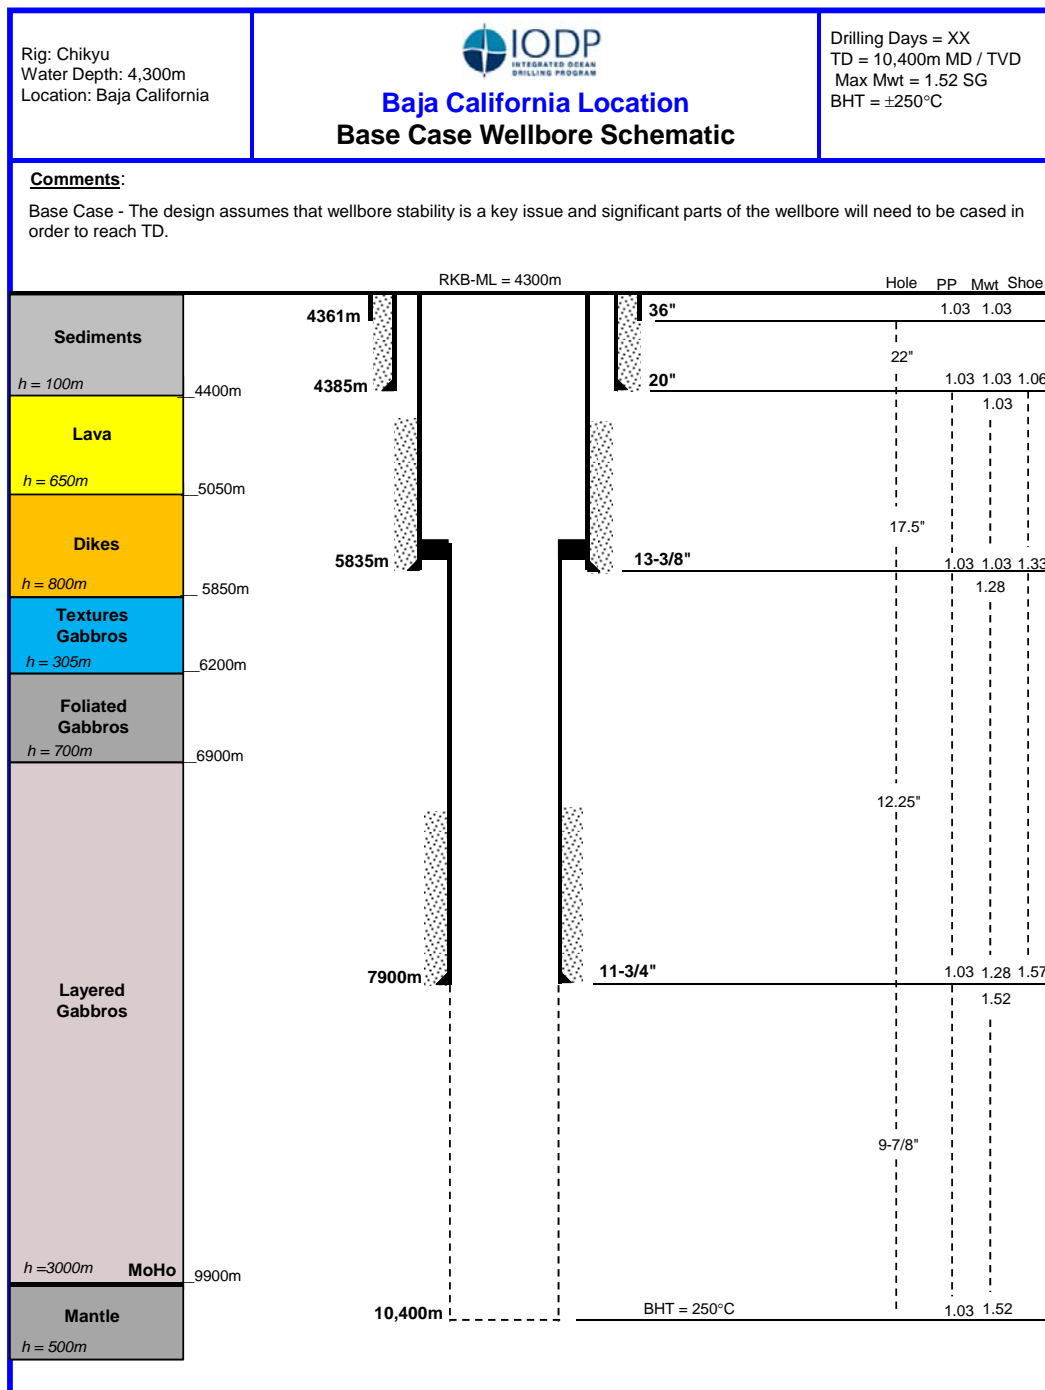 Rig: Chikyu
Water Depth: 4,300m
Location: Baja California
IODP
INTEGRATED OCEAN
DRILLING PROGRAM
Baja California Location
Base Case Wellbore Schematic
Drilling Days = XX
TD = 10,400m MD / TVD
Max Mwt = 1.52 SG
BHT = ±250°C
Comments:
Base Case - The design assumes that wellbore stability is a key issue and significant parts of the wellbore will need to be cased in
order to reach TD.
RKB-ML = 4300m
Hole PP Mwt Shoe
4361m 36" 1.03 1.03
Sediments
22"
h = 100m
4385m 20" 1.03 1.03 1.06
4400m
1.03
Lava
h = 650m
5050m
17.5"
Dikes
5835m 13-3/8" 1.03 1.03 1.33
h = 800m
5850m
1.28
Textures
Gabbros
h = 305m
6200m
Foliated
Gabbros
h = 700m
6900m
12.25"
7900m 11-3/4" 1.03 1.28 1.57
Layered
Gabbros
1.52
9-7/8"
h =3000m MoHo
9900m
Mantle
10,400m BHT = 250°C 1.03 1.52
h = 500m